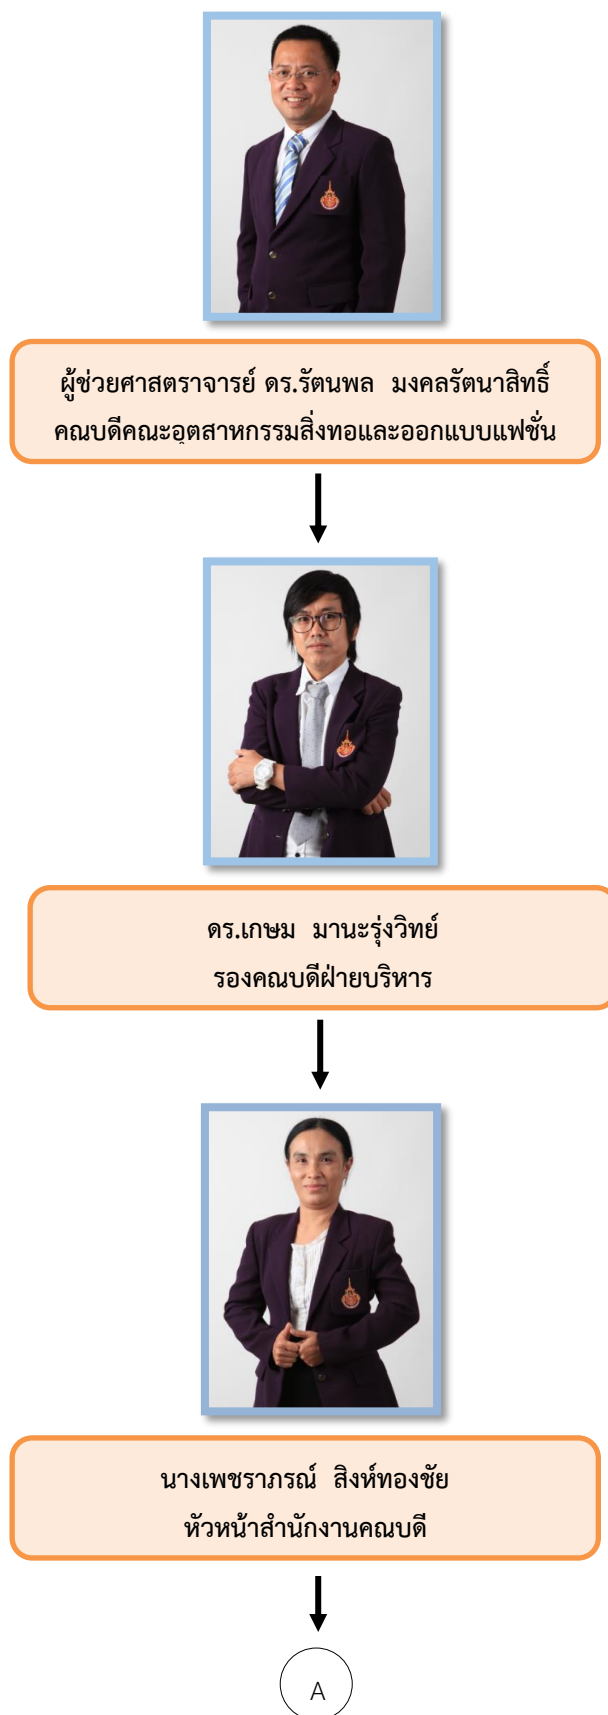 ผู้ช่วยศาสตราจารย์ ดร.รัตนพล มงคลรัตนาสิทธิ์
คณบดีคณะอุตสาหกรรมสิ่งทอและออกแบบแฟชั่น
ดร.เกษม มานะรุ่งวิทย์
รองคณบดีฝ่ายบริหาร
นางเพชราภรณ์ สิงห์ทองชัย
หัวหน้าสำนักงานคณบดี
A